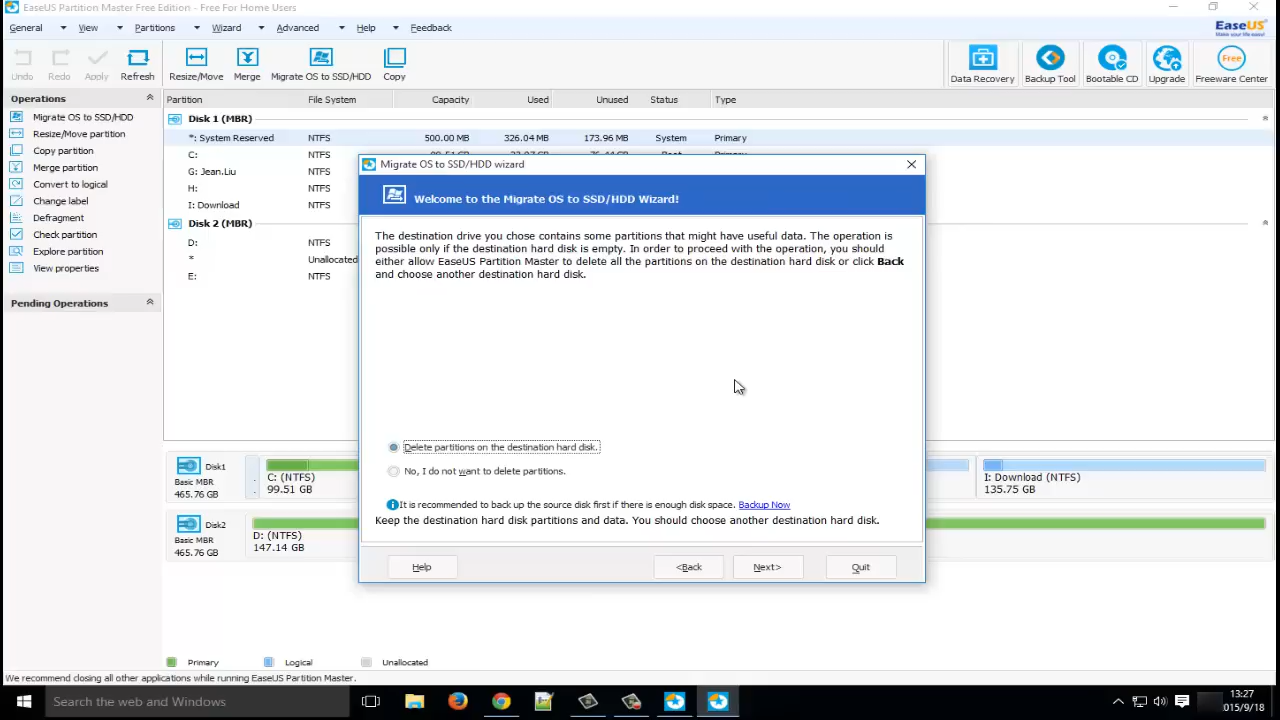 EaseUS Partition Master Free Edition - Free For Home Users
General View Partitions Wizard Advanced Help Feedback
EaseUS
Make your life easy!
Undo Redo Apply Refresh Resize/Move Merge Migrate OS to SSD/HDD Copy Data Recovery Backup Tool Bootable CD Upgrade Freeware Center
Free
Operations
Migrate OS to SSD/HDD
Resize/Move partition
Copy partition
Merge partition
Convert to logical
Change label
Defragment
Check partition
Explore partition
View properties
Pending Operations
Partition File System Capacity Used Unused Status Type
Disk 1 (MBR)
*: System Reserved NTFS 500.00 MB 326.04 MB 173.96 MB System Primary
C: NTFS
G: Jean.Liu NTFS
H: NTFS
I: Download NTFS
Disk 2 (MBR)
D: NTFS
* Unallocated
E: NTFS
Migrate OS to SSD/HDD wizard
Welcome to the Migrate OS to SSD/HDD Wizard!
The destination drive you chose contains some partitions that might have useful data. The operation is
possible only if the destination hard disk is empty. In order to proceed with the operation, you should
either allow EaseUS Partition Master to delete all the partitions on the destination hard disk or click Back
and choose another destination hard disk.
Delete partitions on the destination hard disk.
No, I do not want to delete partitions.
It is recommended to back up the source disk first if there is enough disk space. Backup Now
Keep the destination hard disk partitions and data. You should choose another destination hard disk.
Help <Back Next> Quit
Disk1
Basic MBR
465.76 GB
C: (NTFS)
99.51 GB
I: Download (NTFS)
135.75 GB
Disk2
Basic MBR
465.76 GB
D: (NTFS)
147.14 GB
Primary Logical Unallocated
We recommend closing all other applications while running EaseUS Partition Master.
Search the web and Windows
13:27
015/9/18